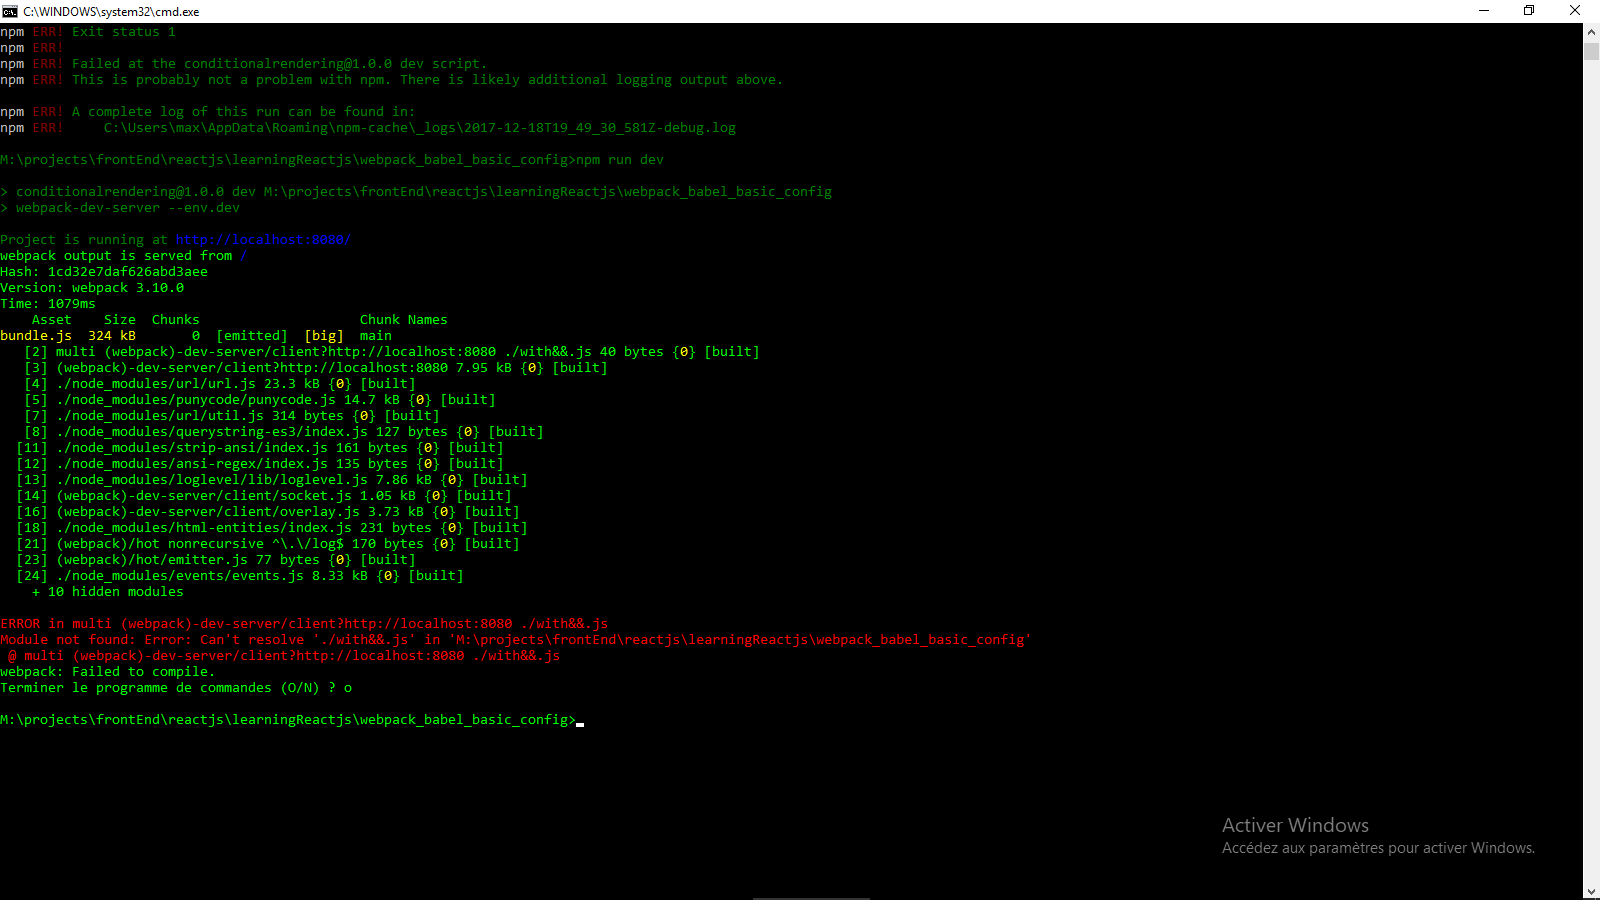 C:\WINDOWS\system32\cmd.exe
npm ERR! Exit status 1
npm ERR!
npm ERR! Failed at the conditionalrendering@1.0.0 dev script.
npm ERR! This is probably not a problem with npm. There is likely additional logging output above.
npm ERR! A complete log of this run can be found in:
npm ERR!     C:\Users\max\AppData\Roaming\npm-cache\_logs\2017-12-18T19_49_30_581Z-debug.log
M:\projects\frontEnd\reactjs\learningReactjs\webpack_babel_basic_config>npm run dev
> conditionalrendering@1.0.0 dev M:\projects\frontEnd\reactjs\learningReactjs\webpack_babel_basic_config
> webpack-dev-server --env.dev
Project is running at http://localhost:8080/
webpack output is served from /
Hash: 1cd32e7daf626abd3aee
Version: webpack 3.10.0
Time: 1079ms
    Asset    Size  Chunks                    Chunk Names
bundle.js  324 kB       0  [emitted]  [big]  main
   [2] multi (webpack)-dev-server/client?http://localhost:8080 ./with&&.js 40 bytes {0} [built]
   [3] (webpack)-dev-server/client?http://localhost:8080 7.95 kB {0} [built]
   [4] ./node_modules/url/url.js 23.3 kB {0} [built]
   [5] ./node_modules/punycode/punycode.js 14.7 kB {0} [built]
   [7] ./node_modules/url/util.js 314 bytes {0} [built]
   [8] ./node_modules/querystring-es3/index.js 127 bytes {0} [built]
  [11] ./node_modules/strip-ansi/index.js 161 bytes {0} [built]
  [12] ./node_modules/ansi-regex/index.js 135 bytes {0} [built]
  [13] ./node_modules/loglevel/lib/loglevel.js 7.86 kB {0} [built]
  [14] (webpack)-dev-server/client/socket.js 1.05 kB {0} [built]
  [16] (webpack)-dev-server/client/overlay.js 3.73 kB {0} [built]
  [18] ./node_modules/html-entities/index.js 231 bytes {0} [built]
  [21] (webpack)/hot nonrecursive ^\.\/log$ 170 bytes {0} [built]
  [23] (webpack)/hot/emitter.js 77 bytes {0} [built]
  [24] ./node_modules/events/events.js 8.33 kB {0} [built]
    + 10 hidden modules
ERROR in multi (webpack)-dev-server/client?http://localhost:8080 ./with&&.js
Module not found: Error: Can't resolve './with&&.js' in 'M:\projects\frontEnd\reactjs\learningReactjs\webpack_babel_basic_config'
 @ multi (webpack)-dev-server/client?http://localhost:8080 ./with&&.js
webpack: Failed to compile.
Terminer le programme de commandes (O/N) ? o
M:\projects\frontEnd\reactjs\learningReactjs\webpack_babel_basic_config>
Activer Windows
Accédez aux paramètres pour activer Windows.